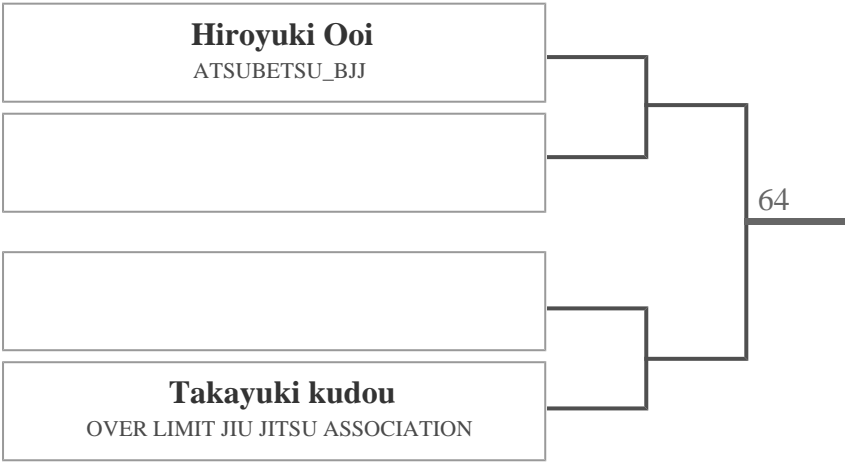 Hiroyuki Ooi
ATSUBETSU_BJJ
64
Takayuki kudou
OVER LIMIT JIU JITSU ASSOCIATION